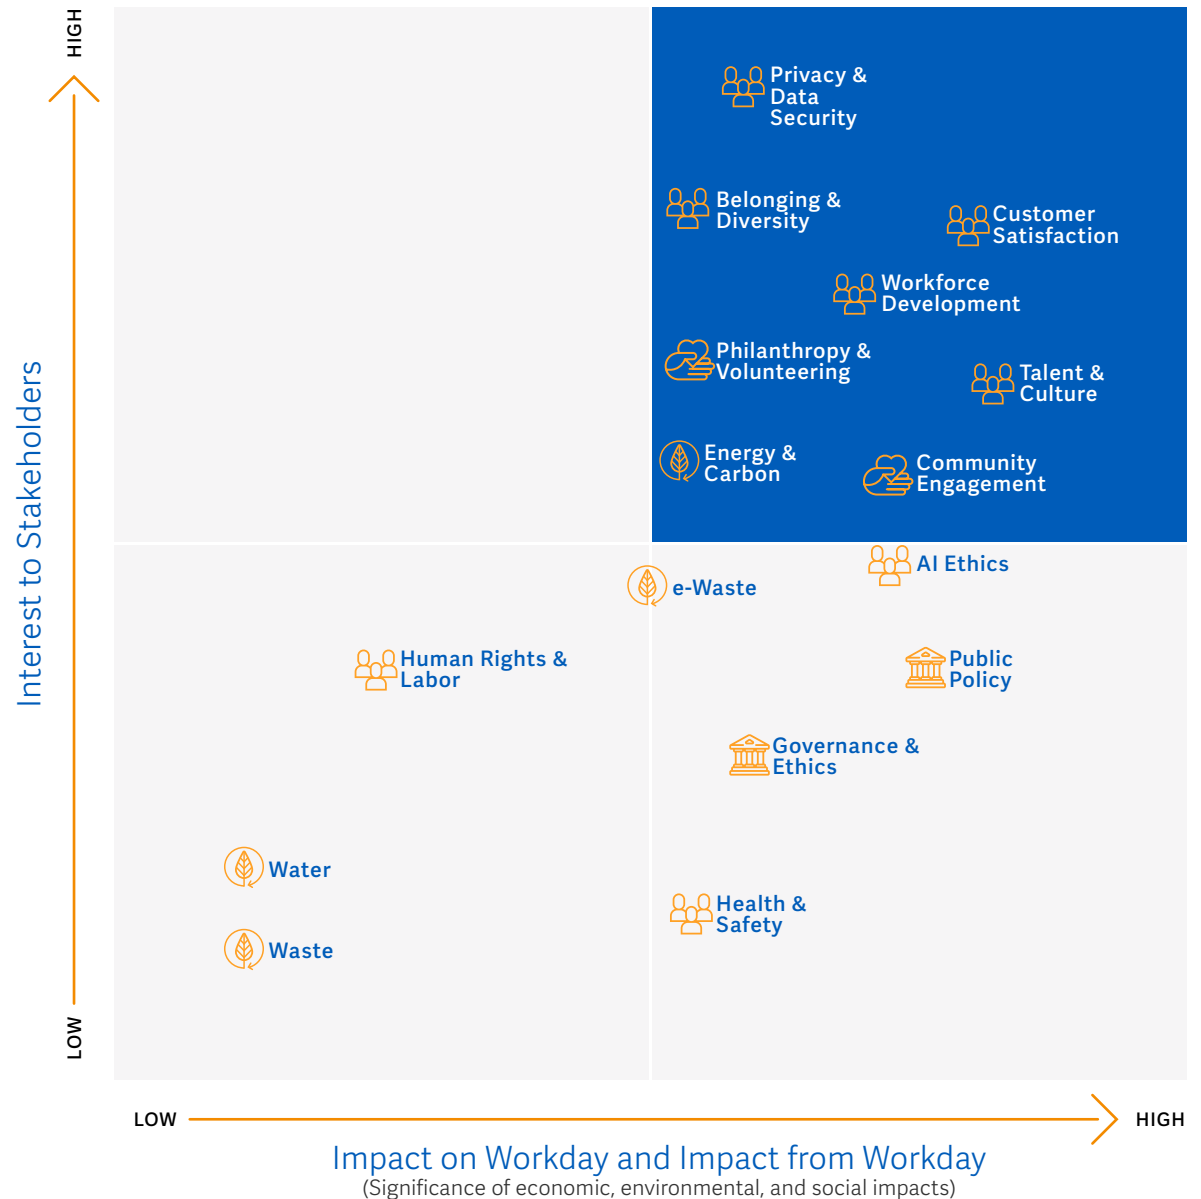 HIGH
Interest to Stakeholders
LOW
Privacy &
Data
Security
Belonging &
Diversity
Customer
Satisfaction
Workforce
Development
Philanthropy &
Volunteering
Talent &
Culture
Energy &
Carbon
Community
Engagement
AI Ethics
e-Waste
Human Rights &
Labor
Public
Policy
Governance &
Ethics
Water
Health &
Safety
Waste
LOW
HIGH
Impact on Workday and Impact from Workday
(Significance of economic, environmental, and social impacts)